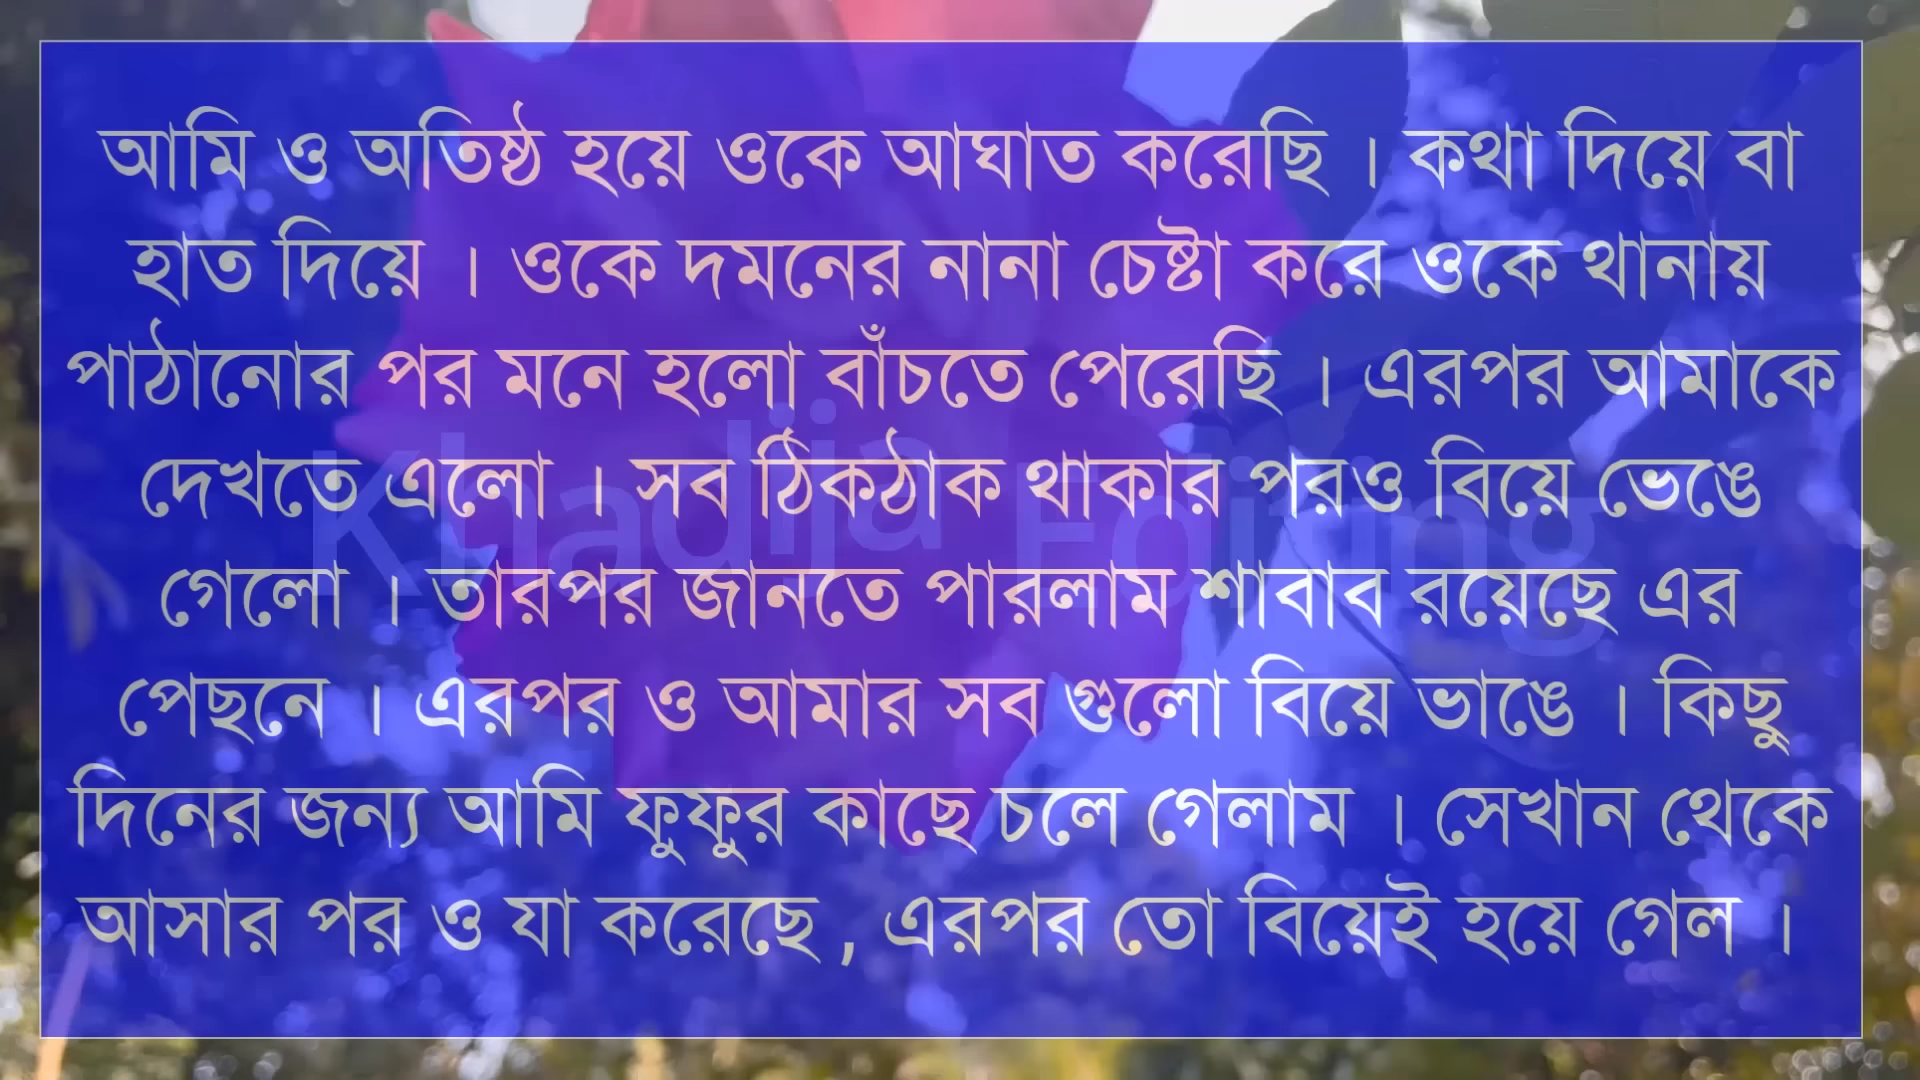 আমি ও অতিষ্ঠ হয়ে ওকে আঘাত করেছি । কথা দিয়ে বা
হাত দিয়ে । ওকে দমনের নানা চেষ্টা করে ওকে থানায়
পাঠানোর পর মনে হলো বাঁচতে পেরেছি । এরপর আমাকে
দেখতে এলো । সব ঠিকঠাক থাকার পরও বিয়ে ভেঙে
গেলো । তারপর জানতে পারলাম শাবাব রয়েছে এর
পেছনে । এরপর ও আমার সব গুলো বিয়ে ভাঙে । কিছু
দিনের জন্য আমি ফুফুর কাছে চলে গেলাম । সেখান থেকে
আসার পর ও যা করেছে , এরপর তো বিয়েই হয়ে গেল ।
Khadija Editing